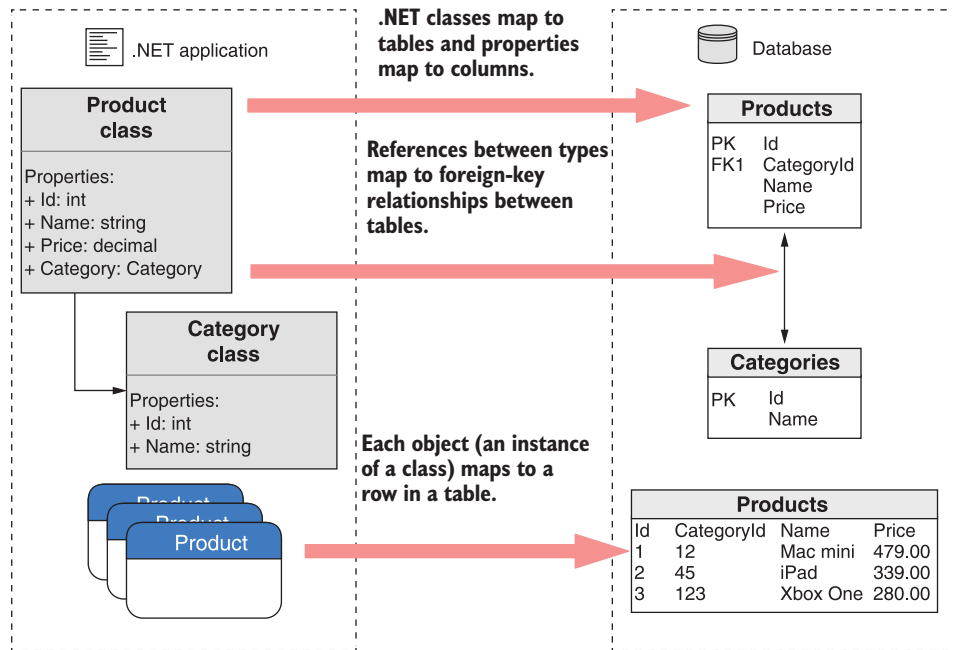 .NET application
.NET classes map to
tables and properties
map to columns.
Database
Product
class
Properties:
+ Id: int
+ Name: string
+ Price: decimal
+ Category: Category
References between types
map to foreign-key
relationships between
tables.
Products
PK Id
FK1 CategoryId
Name
Price
Category
class
Properties:
+ Id: int
+ Name: string
Categories
PK Id
Name
Each object (an instance
of a class) maps to a
row in a table.
Product
Product
Product
Products
Id CategoryId Name Price
1 12 Mac mini 479.00
2 45 iPad 339.00
3 123 Xbox One 280.00